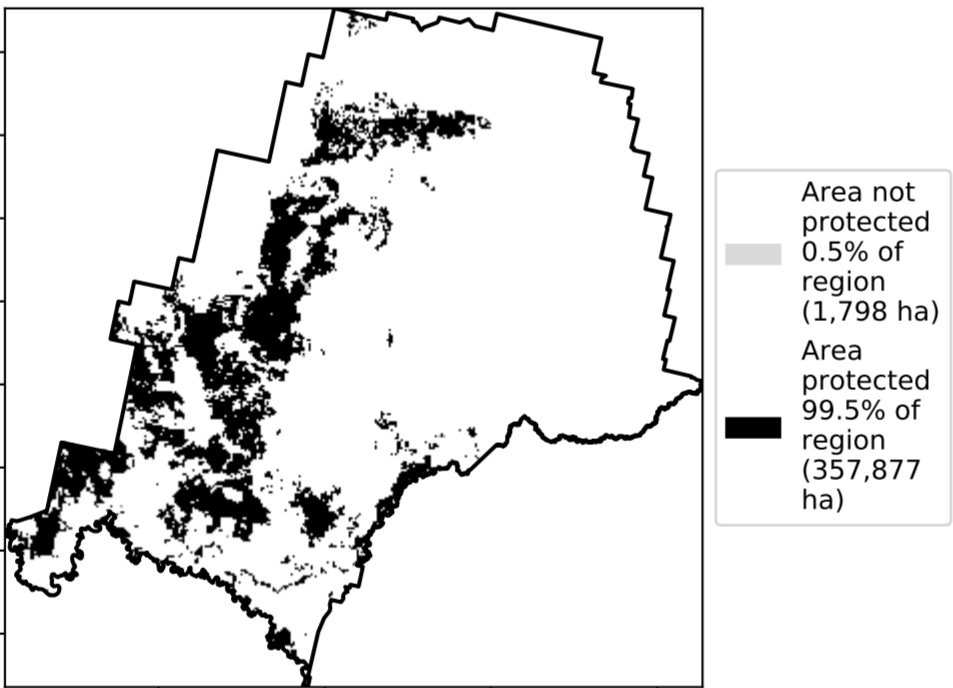 Area not
protected
0.5% of
region
(1,798 ha)
Area
protected
99.5% of
region
(357,877
ha)